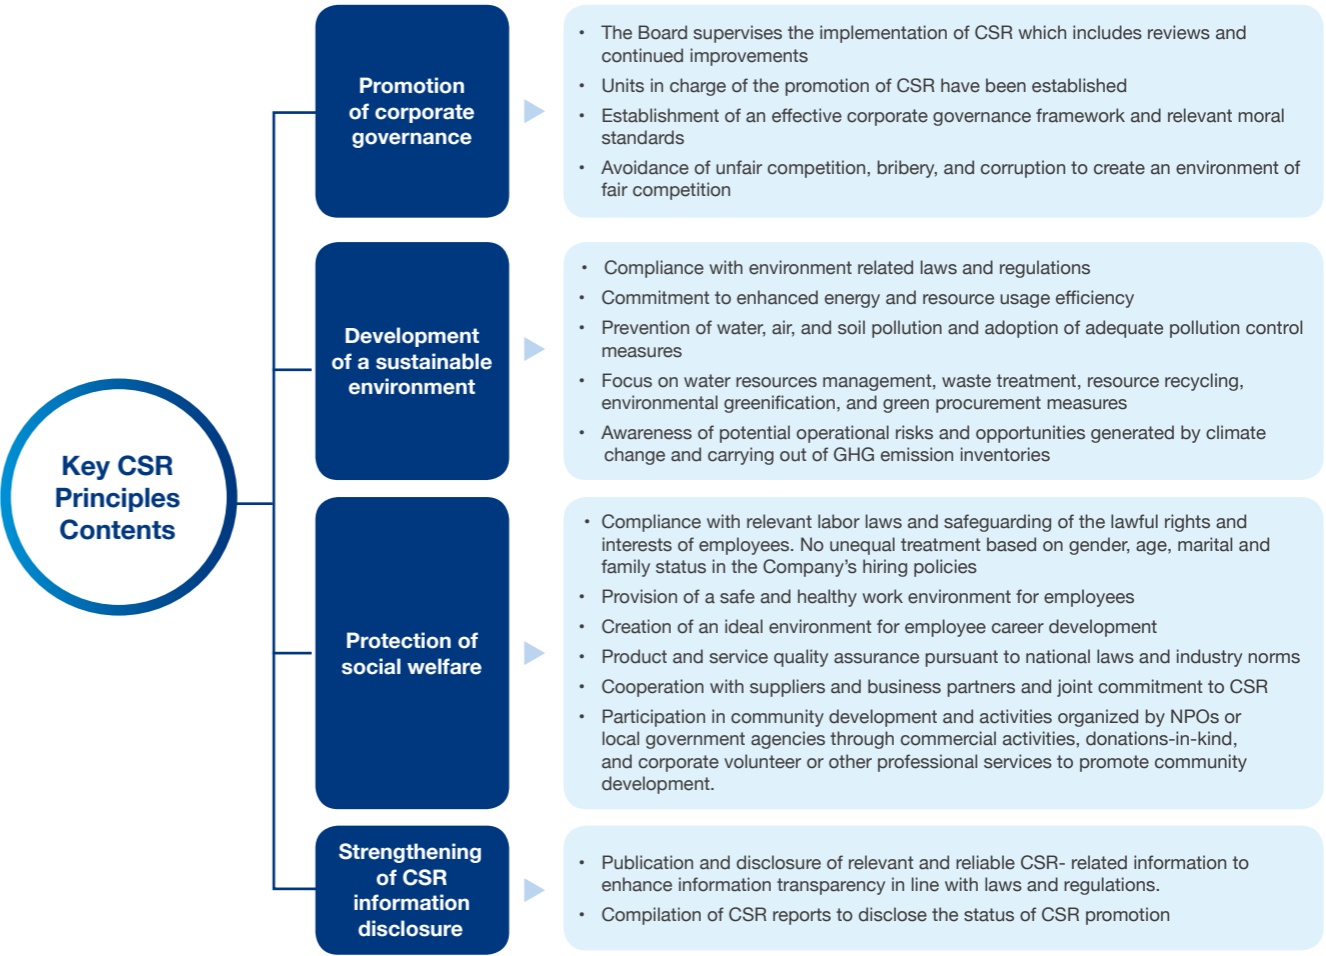 Key CSR
Principles
Contents
Promotion
of corporate
governance
• The Board supervises the implementation of CSR which includes reviews and
continued improvements
• Units in charge of the promotion of CSR have been established
• Establishment of an effective corporate governance framework and relevant moral
standards
• Avoidance of unfair competition, bribery, and corruption to create an environment of
fair competition
Development
of a sustainable
environment
• Compliance with environment related laws and regulations
• Commitment to enhanced energy and resource usage efficiency
• Prevention of water, air, and soil pollution and adoption of adequate pollution control
measures
• Focus on water resources management, waste treatment, resource recycling,
environmental greenification, and green procurement measures
• Awareness of potential operational risks and opportunities generated by climate
change and carrying out of GHG emission inventories
Protection of
social welfare
• Compliance with relevant labor laws and safeguarding of the lawful rights and
interests of employees. No unequal treatment based on gender, age, marital and
family status in the Company's hiring policies
• Provision of a safe and healthy work environment for employees
• Creation of an ideal environment for employee career development
• Product and service quality assurance pursuant to national laws and industry norms
• Cooperation with suppliers and business partners and joint commitment to CSR
• Participation in community development and activities organized by NPOs or
local government agencies through commercial activities, donations-in-kind,
and corporate volunteer or other professional services to promote community
development.
Strengthening
of CSR
information
disclosure
• Publication and disclosure of relevant and reliable CSR- related information to
enhance information transparency in line with laws and regulations.
• Compilation of CSR reports to disclose the status of CSR promotion